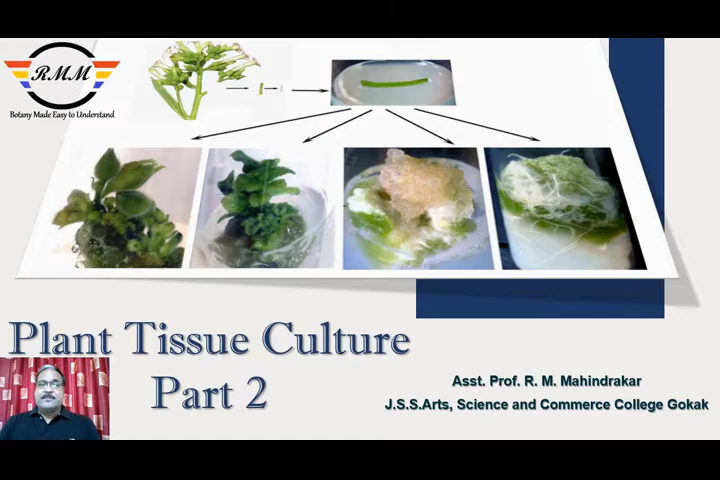 RMM
Botany Made Easy to Understand
Plant Tissue Culture
Part 2
Asst. Prof. R. M. Mahindrakar
J.S.S.Arts, Science and Commerce College Gokak